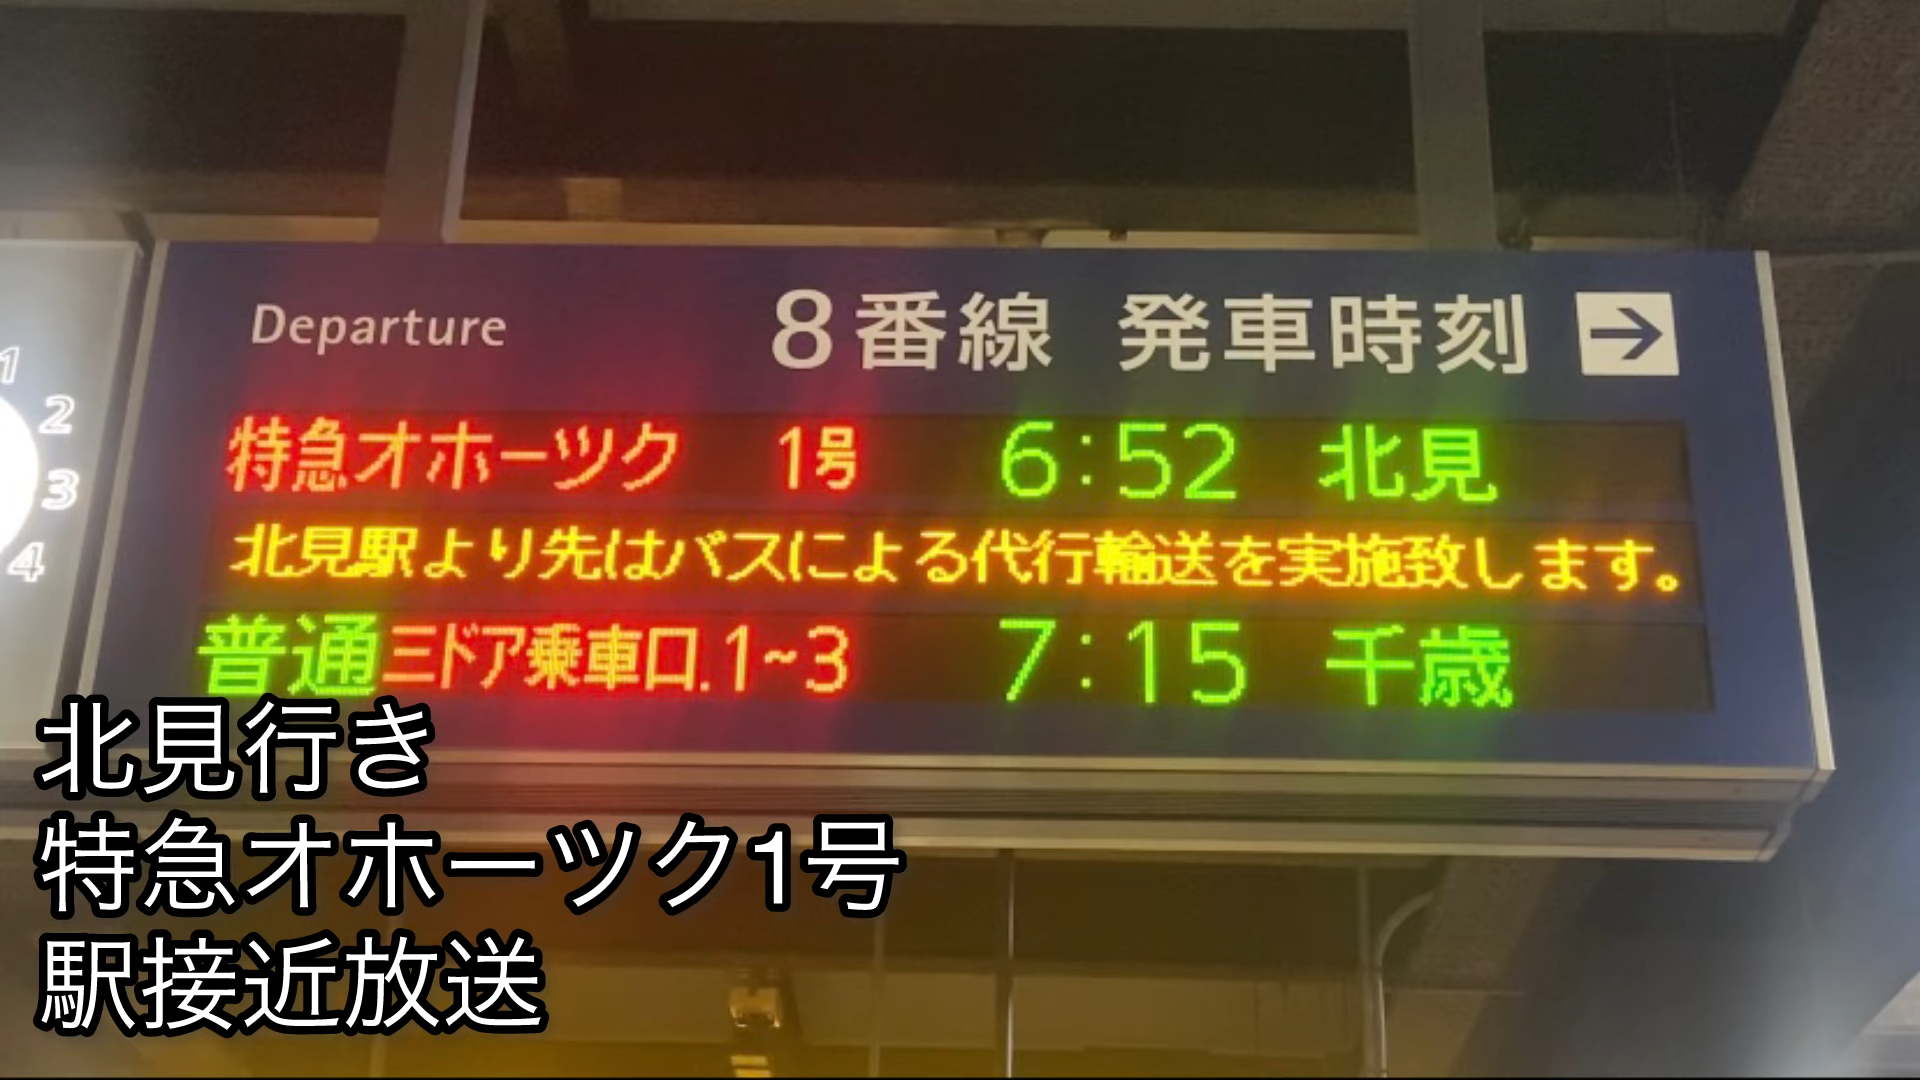 1
2
3
4
Departure 8番線 発車時刻 →
特急オホーツク 1号 6:52 北見
北見駅より先はバスによる代行輸送を実施致します。
普通 三ドア乗車口.1~3 7:15 千歳
北見行き
特急オホーツク1号
駅接近放送